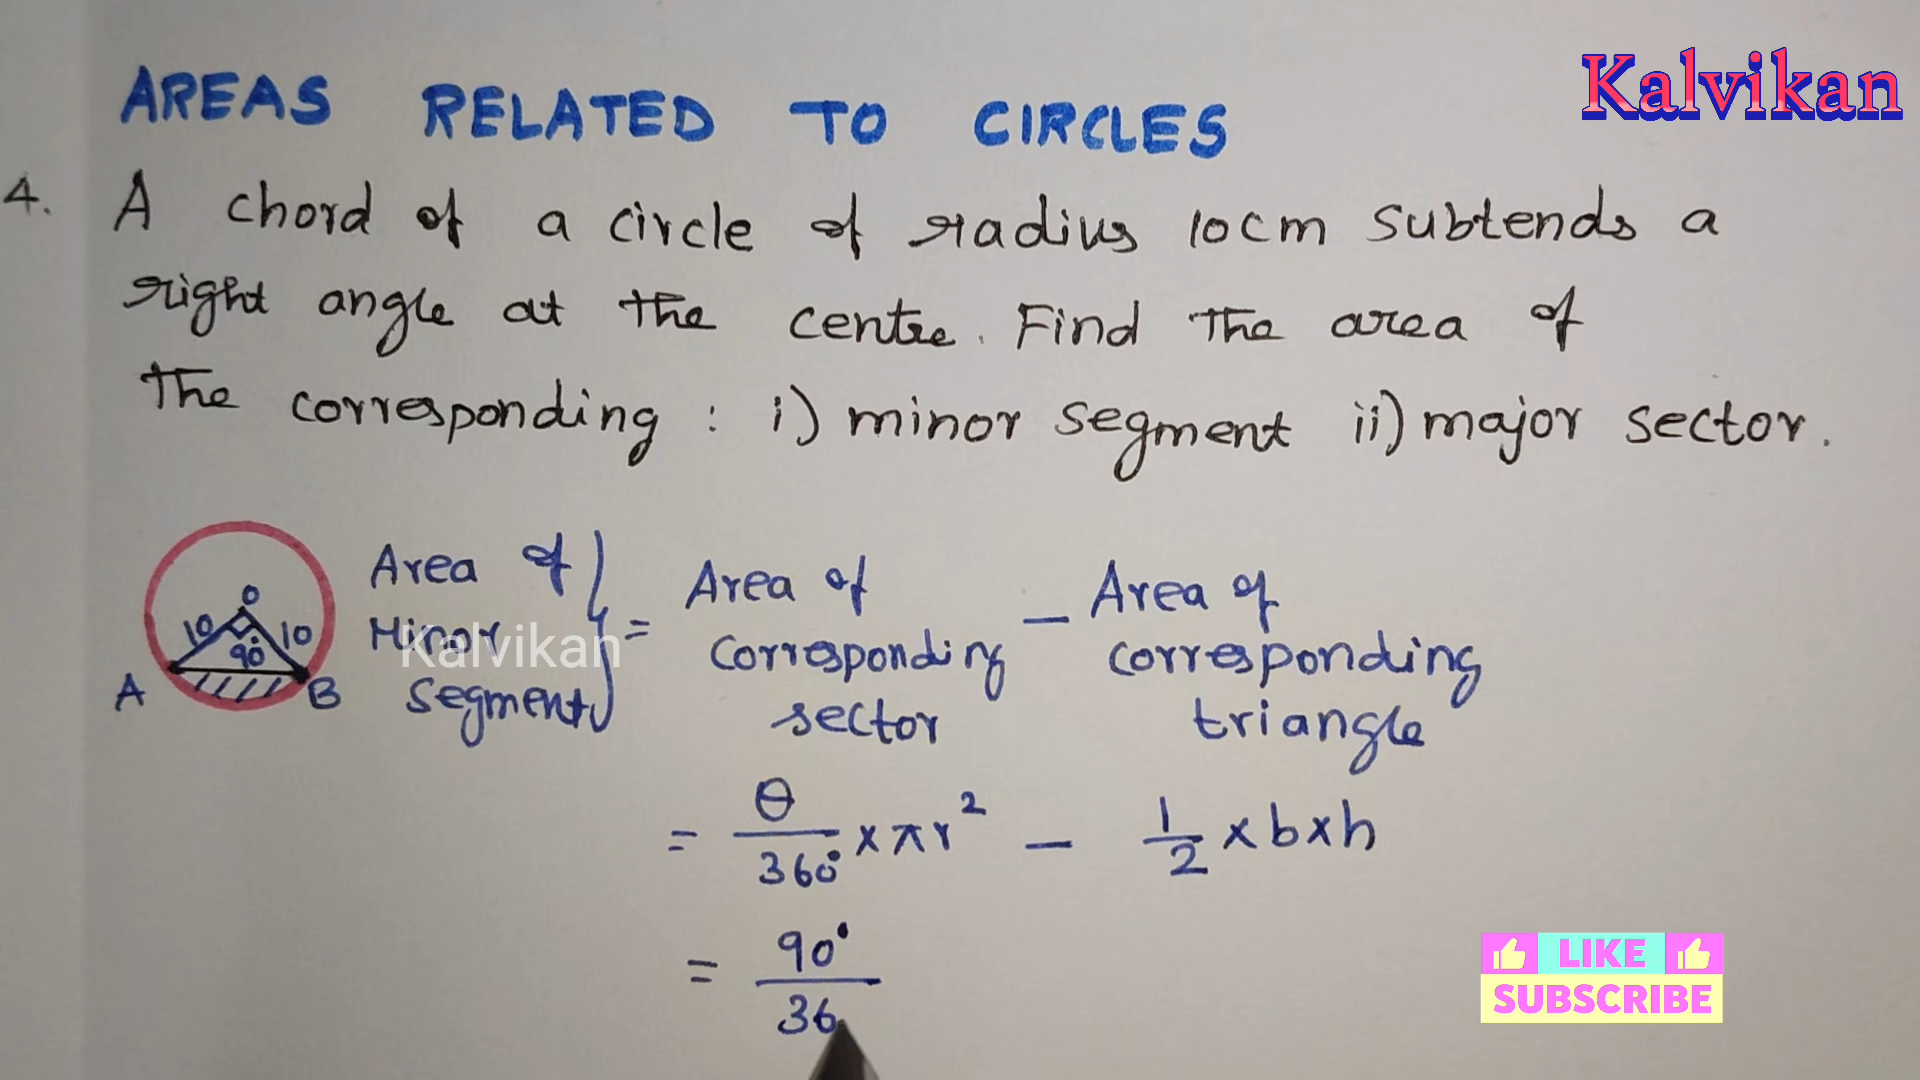 Kalvikan
AREAS RELATED TO CIRCLES
4. A chord of a circle of radius 10cm subtends a
right angle at the centre. Find the area of
the corresponding : i) minor segment ii) major sector.
Area of Minor segment } = Area of corresponding sector — Area of corresponding triangle
O
10 10
90°
A B
Kalvikan
= θ/360° × πr² — 1/2 × b × h
= 90°/36
LIKE
SUBSCRIBE